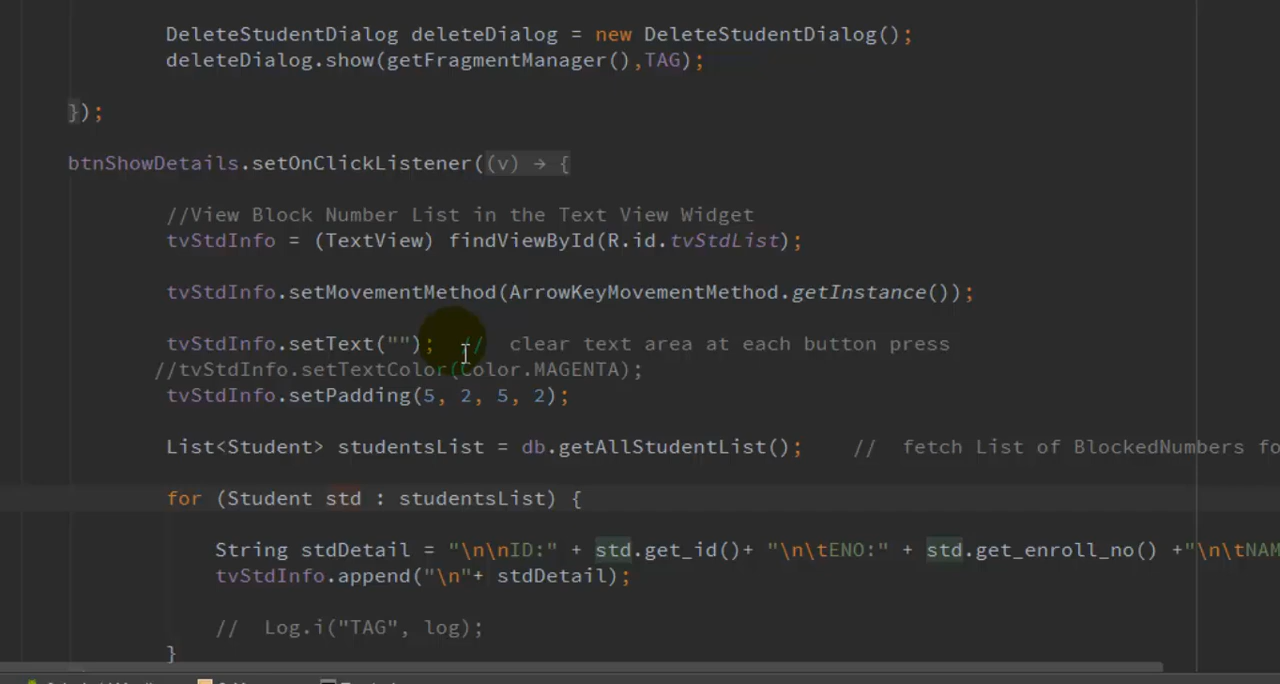 DeleteStudentDialog deleteDialog = new DeleteStudentDialog();
deleteDialog.show(getFragmentManager(),TAG);
});
btnShowDetails.setOnClickListener((v) → {
//View Block Number List in the Text View Widget
tvStdInfo = (TextView) findViewById(R.id.tvStdList);
tvStdInfo.setMovementMethod(ArrowKeyMovementMethod.getInstance());
tvStdInfo.setText(""); // clear text area at each button press
//tvStdInfo.setTextColor(Color.MAGENTA);
tvStdInfo.setPadding(5, 2, 5, 2);
List<Student> studentsList = db.getAllStudentList(); // fetch List of BlockedNumbers fo
for (Student std : studentsList) {
String stdDetail = "\n\nID:" + std.get_id()+ "\n\tENO:" + std.get_enroll_no() +"\n\tNAM
tvStdInfo.append("\n"+ stdDetail);
// Log.i("TAG", log);
}